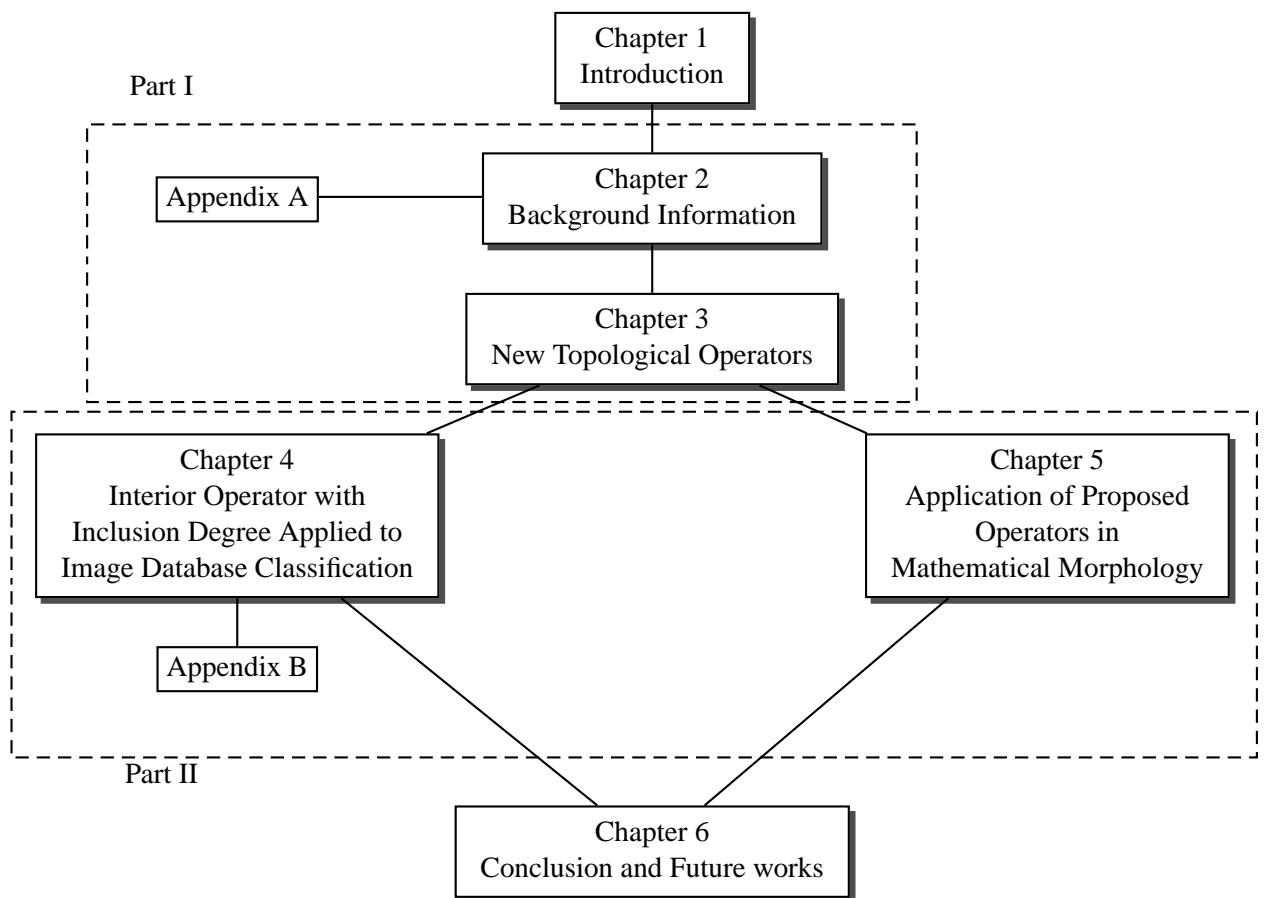 Chapter 1
Introduction
Part I
Chapter 2
Background Information
Appendix A
Chapter 3
New Topological Operators
Chapter 4
Interior Operator with
Inclusion Degree Applied to
Image Database Classification
Chapter 5
Application of Proposed
Operators in
Mathematical Morphology
Appendix B
Part II
Chapter 6
Conclusion and Future works